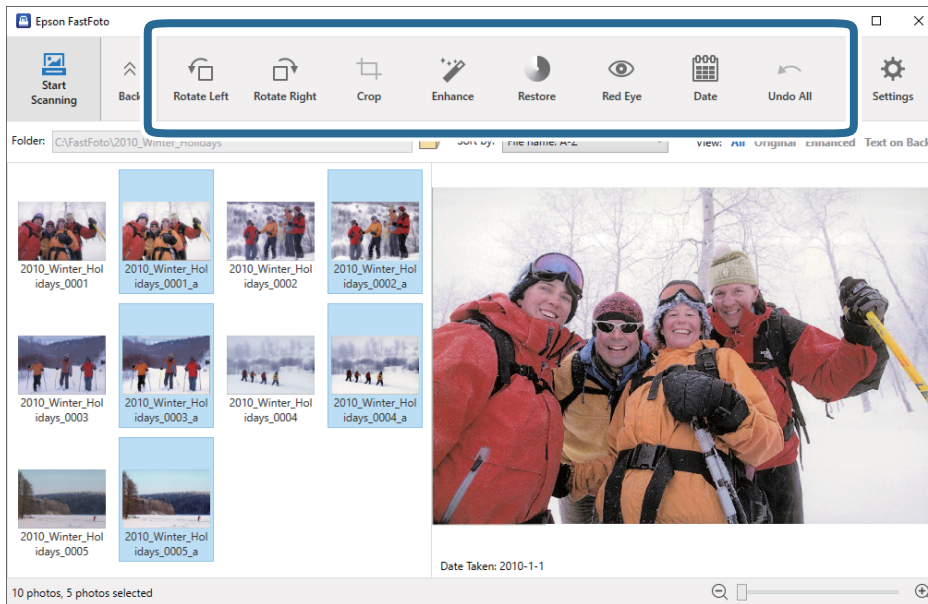 Epson FastFoto
Start
Scanning
Back
Rotate Left
Rotate Right
Crop
Enhance
Restore
Red Eye
Date
Undo All
Settings
Folder: C:\FastFoto\2010_Winter_Holidays
Sort by: File name: A-Z
View: All Original Enhanced Text on Back
2010_Winter_Hol
idays_0001
2010_Winter_Hol
idays_0001_a
2010_Winter_Hol
idays_0002
2010_Winter_Hol
idays_0002_a
2010_Winter_Hol
idays_0003
2010_Winter_Hol
idays_0003_a
2010_Winter_Hol
idays_0004
2010_Winter_Hol
idays_0004_a
2010_Winter_Hol
idays_0005
2010_Winter_Hol
idays_0005_a
Date Taken: 2010-1-1
10 photos, 5 photos selected